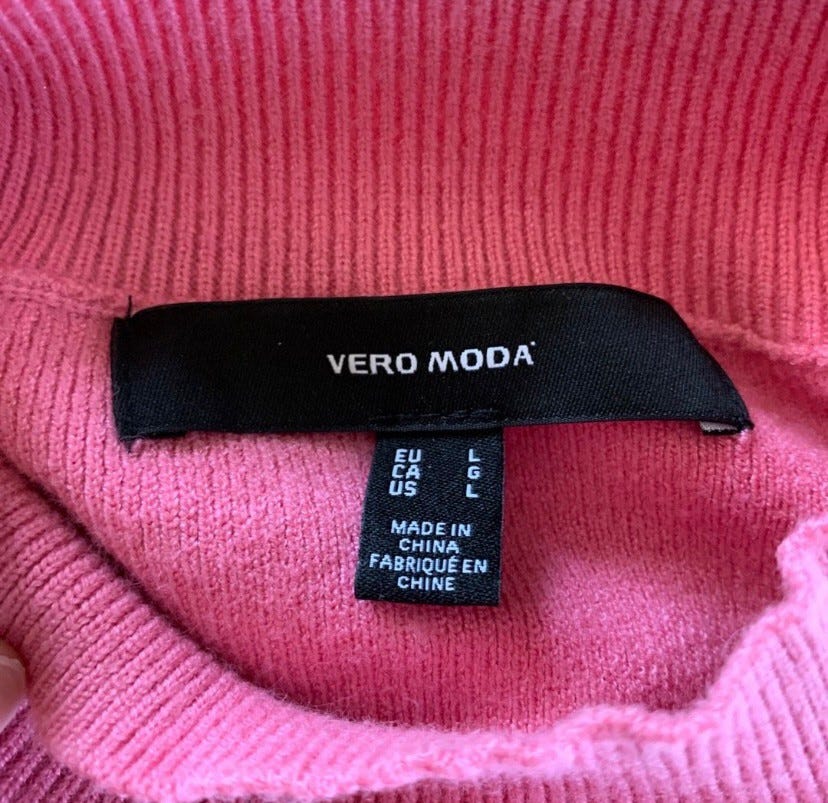 VERO MODA
EU L
CA G
US L
MADE IN
CHINA
FABRIQUÉ EN
CHINE